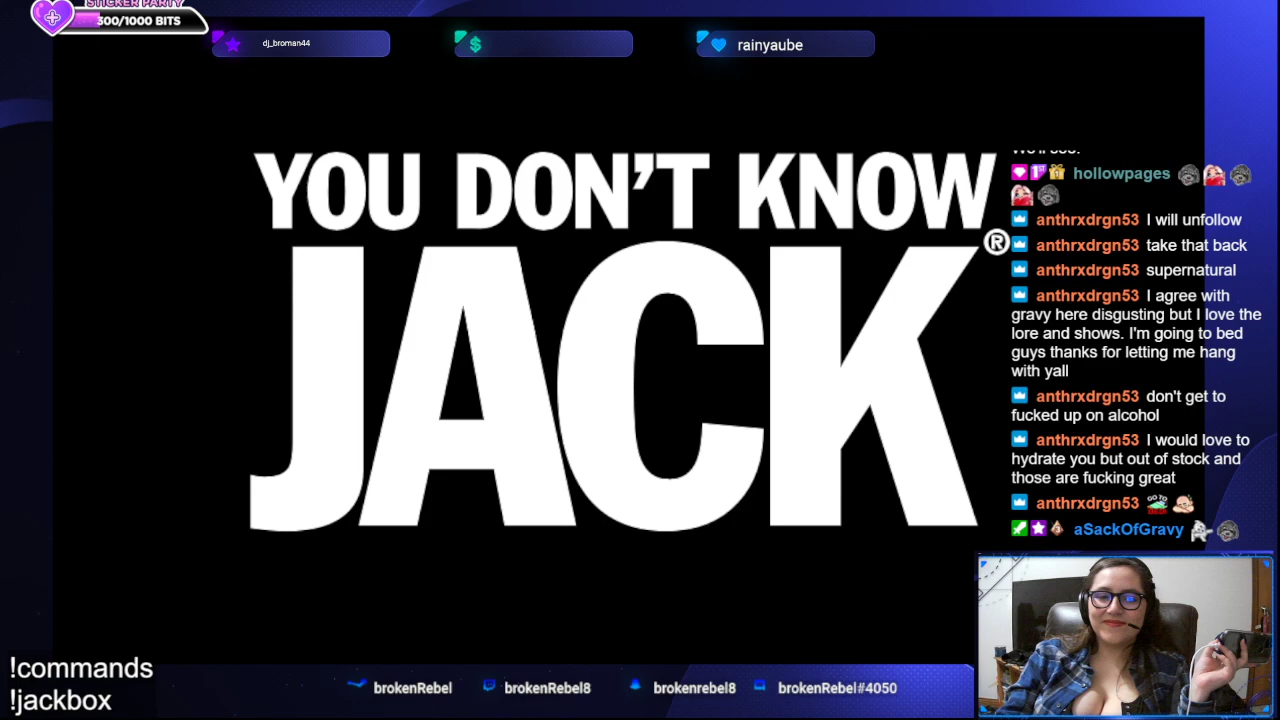 STICKER PARTY
300/1000 BITS
dj_broman44
rainyaube
YOU DON'T KNOW
JACK®
hollowpages
anthrxdrgn53 I will unfollow
anthrxdrgn53 take that back
anthrxdrgn53 supernatural
anthrxdrgn53 I agree with
gravy here disgusting but I love the
lore and shows. I'm going to bed
guys thanks for letting me hang
with yall
anthrxdrgn53 don't get to
fucked up on alcohol
anthrxdrgn53 I would love to
hydrate you but out of stock and
those are fucking great
anthrxdrgn53
aSackOfGravy
!commands
!jackbox
brokenRebel
brokenRebel8
brokenrebel8
brokenRebel#4050